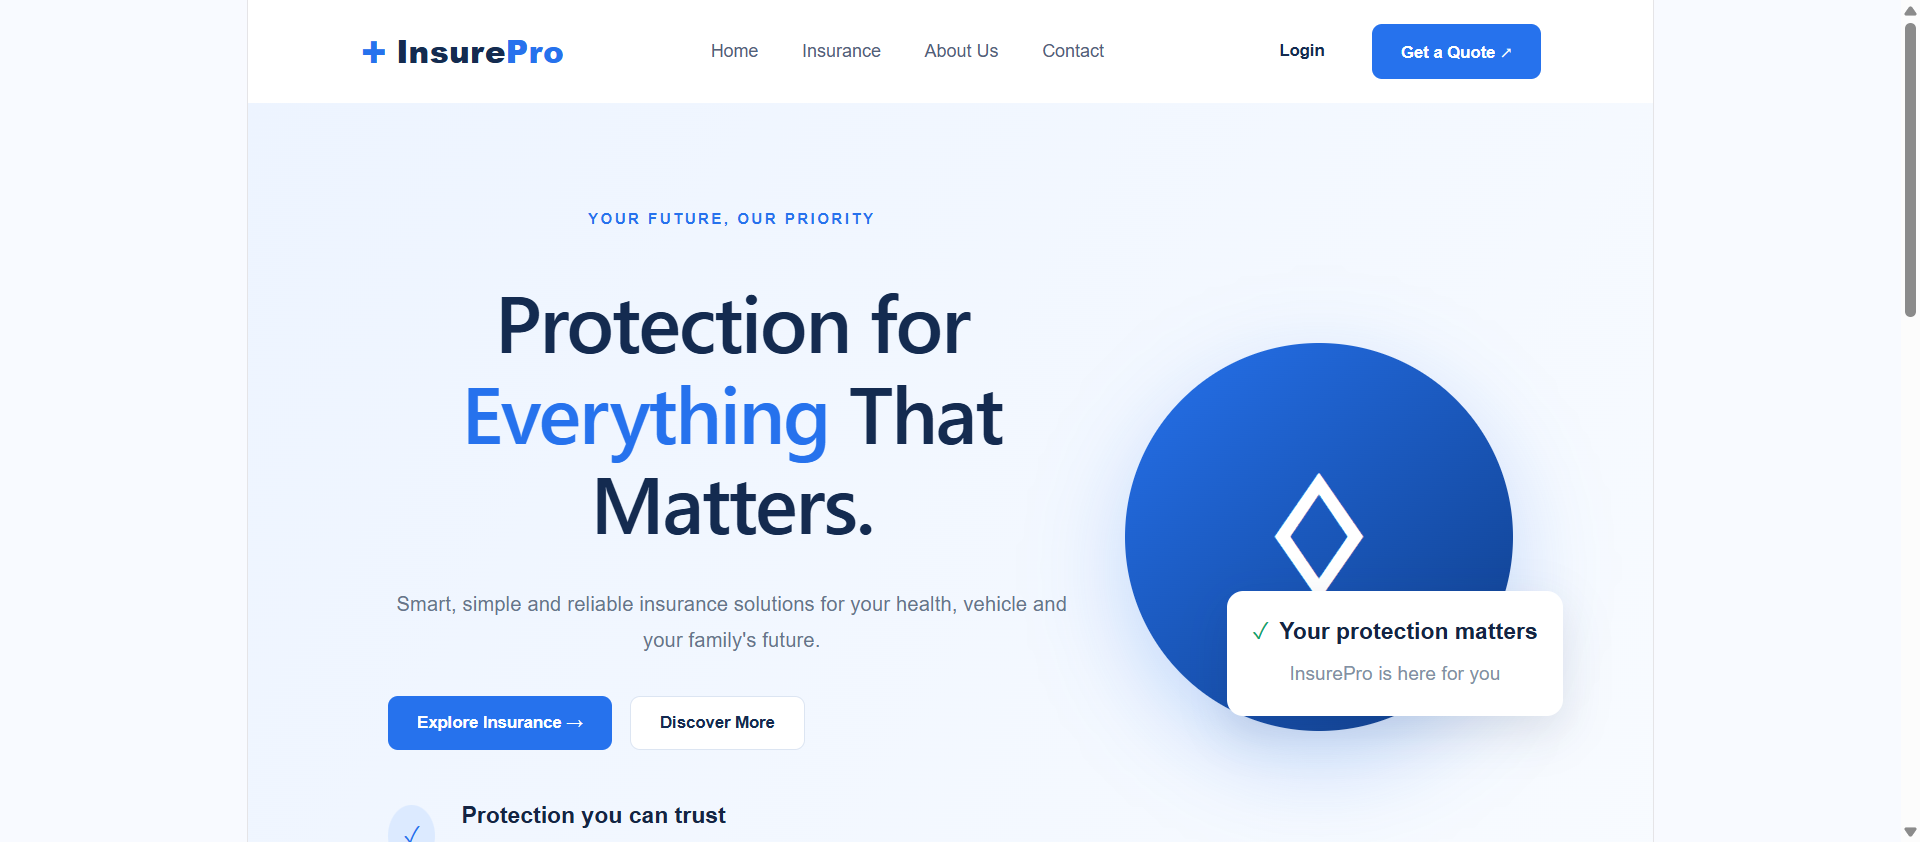 InsurePro
Home
Insurance
About Us
Contact
Login
Get a Quote ↗
YOUR FUTURE, OUR PRIORITY
Protection for
Everything That
Matters.
Smart, simple and reliable insurance solutions for your health, vehicle and
your family's future.
Explore Insurance →
Discover More
✓ Your protection matters
InsurePro is here for you
✓ Protection you can trust